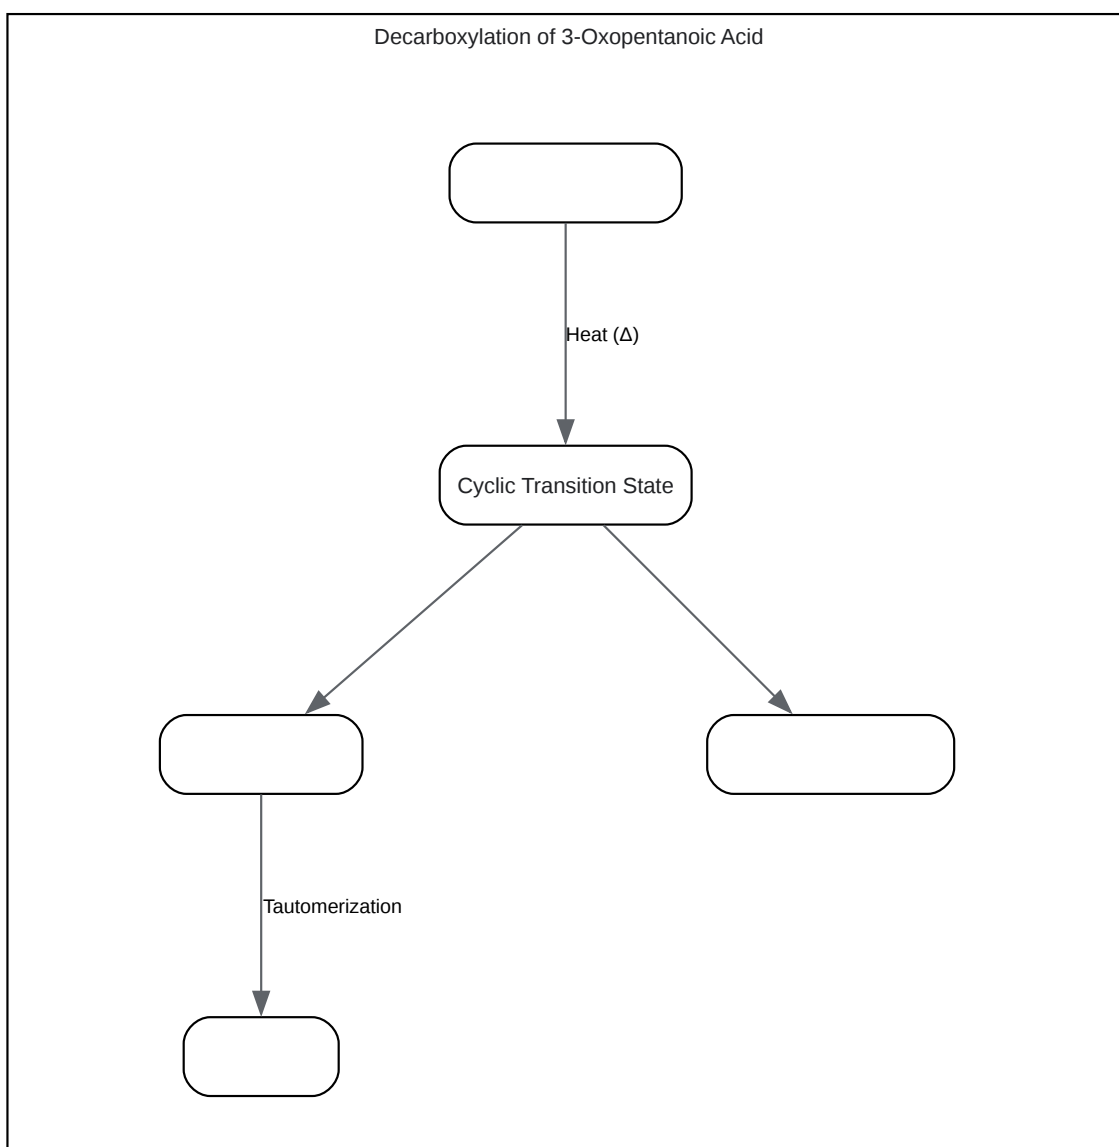 Decarboxylation of 3-Oxopentanoic Acid
Heat (Δ)
Cyclic Transition State
Tautomerization